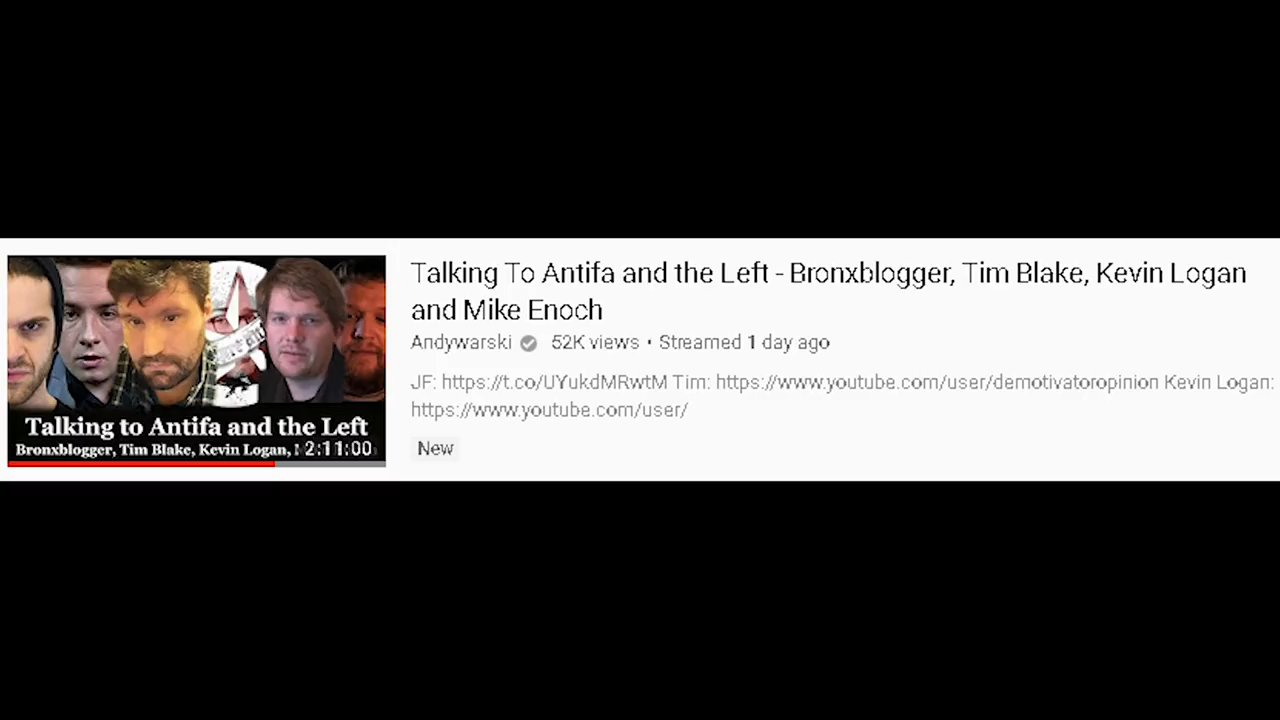 Talking To Antifa and the Left - Bronxblogger, Tim Blake, Kevin Logan
and Mike Enoch
Andywarski 52K views • Streamed 1 day ago
JF: https://t.co/UYukdMRwtM Tim: https://www.youtube.com/user/demotivatoropinion Kevin Logan:
https://www.youtube.com/user/
New
Talking to Antifa and the Left
Bronxblogger, Tim Blake, Kevin Logan,
2:11:00